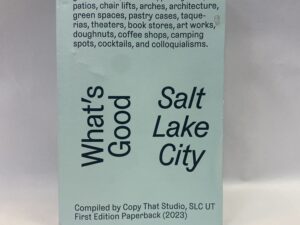 patios, chair lifts, arches, architecture,
green spaces, pastry cases, taque-
rias, theaters, book stores, art works,
doughnuts, coffee shops, camping
spots, cocktails, and colloquialisms.
What's
Good
Salt
Lake
City
Compiled by Copy That Studio, SLC UT
First Edition Paperback (2023)